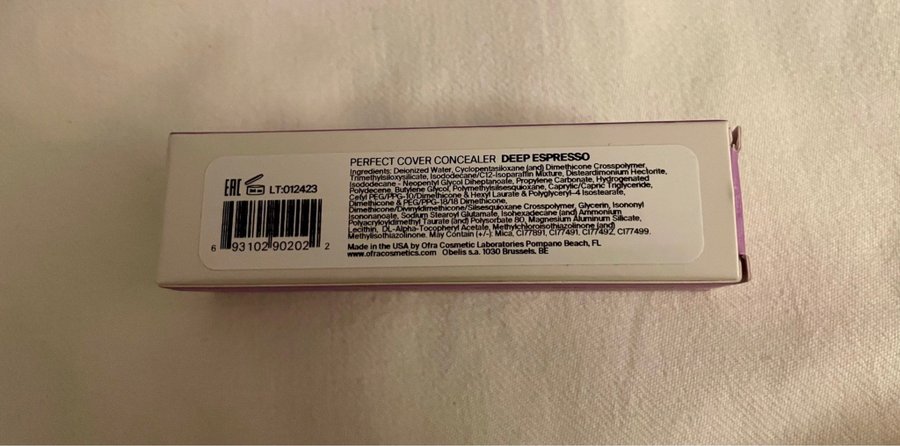 PERFECT COVER CONCEALER DEEP ESPRESSO
Ingredients: Deionized Water, Cyclopentasiloxane (and) Dimethicone Crosspolymer,
Trimethylsiloxysilicate, Isododecane/C12-Isoparaffin Mixture, Disteardimonium Hectorite,
Isododecane - Neopentyl Glycol Diheptanoate, Propylene Carbonate, Hydrogenated
Polydecene, Butylene Glycol, Polymethylsilsesquioxane, Caprylic/Capric Triglyceride,
Cetyl PEG/PPG-10/Dimethicone & Hexyl Laurate & Polyglyceryl-4 Isostearate,
Dimethicone & PEG/PPG-18/18 Dimethicone,
Dimethicone/Divinyldimethicone/Silsesquioxane Crosspolymer, Glycerin, Isononyl
Isononanoate, Sodium Stearoyl Glutamate, Isohexadecane (and) Ammonium
Polyacryloyldimethyl Taurate (and) Polysorbate 80, Magnesium Aluminum Silicate,
Lecithin, DL-Alpha-Tocopheryl Acetate, Methylchloroisothiazolinone (and)
Methylisothiazolinone. May Contain (+/-): Mica, CI77891, CI77491, CI77492, CI77499.
Made in the USA by Ofra Cosmetic Laboratories Pompano Beach, FL
www.ofracosmetics.com Obelis s.a. 1030 Brussels. BE
EAC
LT:012423
6 93102 90202 2